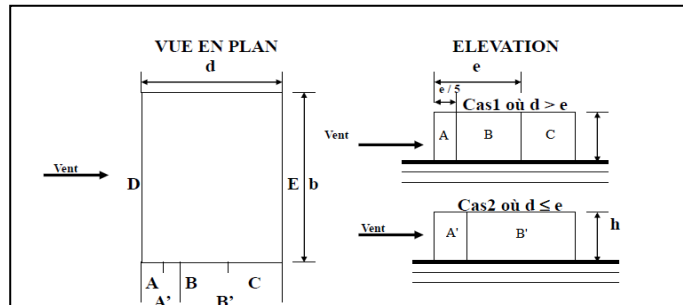 VUE EN PLAN
d
Vent
D
E
b
A
B
C
A'
B'
ELEVATION
e
e / 5
Cas1 où d > e
Vent
A
B
C
Cas2 où d ≤ e
Vent
A'
B'
h